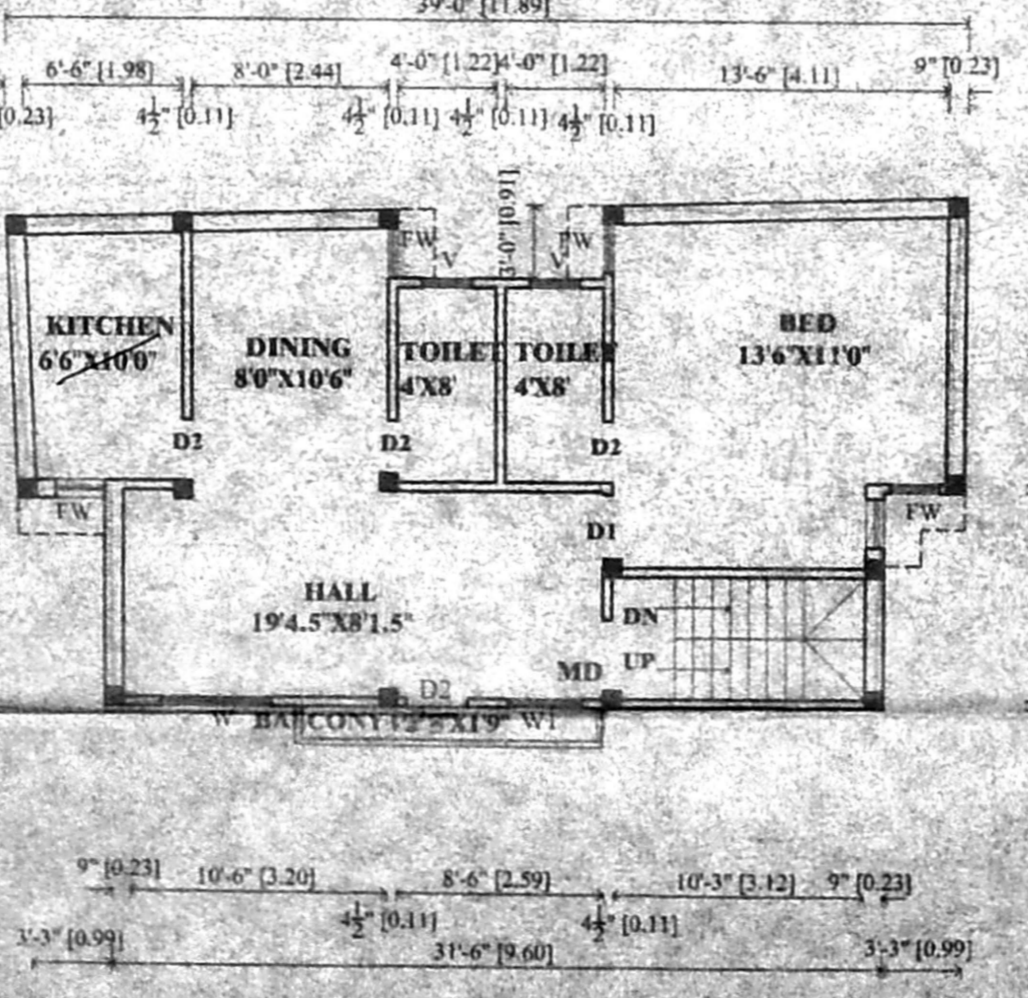 39'-0" [11.89]
6'-6" [1.98] 8'-0" [2.44] 4'-0" [1.22] 4'-0" [1.22] 13'-6" [4.11] 9" [0.23]
[0.23] 4½" [0.11] 4½" [0.11] 4½" [0.11] 4½" [0.11]
3'-0" [0.91]
FW V V FW
KITCHEN
6'6"X10'0"
DINING
8'0"X10'6"
TOILET
4'X8'
TOILET
4'X8'
BED
13'6"X11'0"
D2 D2 D2
FW FW
D1
HALL
19'4.5"X8'1.5"
DN
UP
MD
D2
W BALCONY W1
9" [0.23] 10'-6" [3.20] 8'-6" [2.59] 10'-3" [3.12] 9" [0.23]
4½" [0.11] 4½" [0.11]
3'-3" [0.99] 31'-6" [9.60] 3'-3" [0.99]